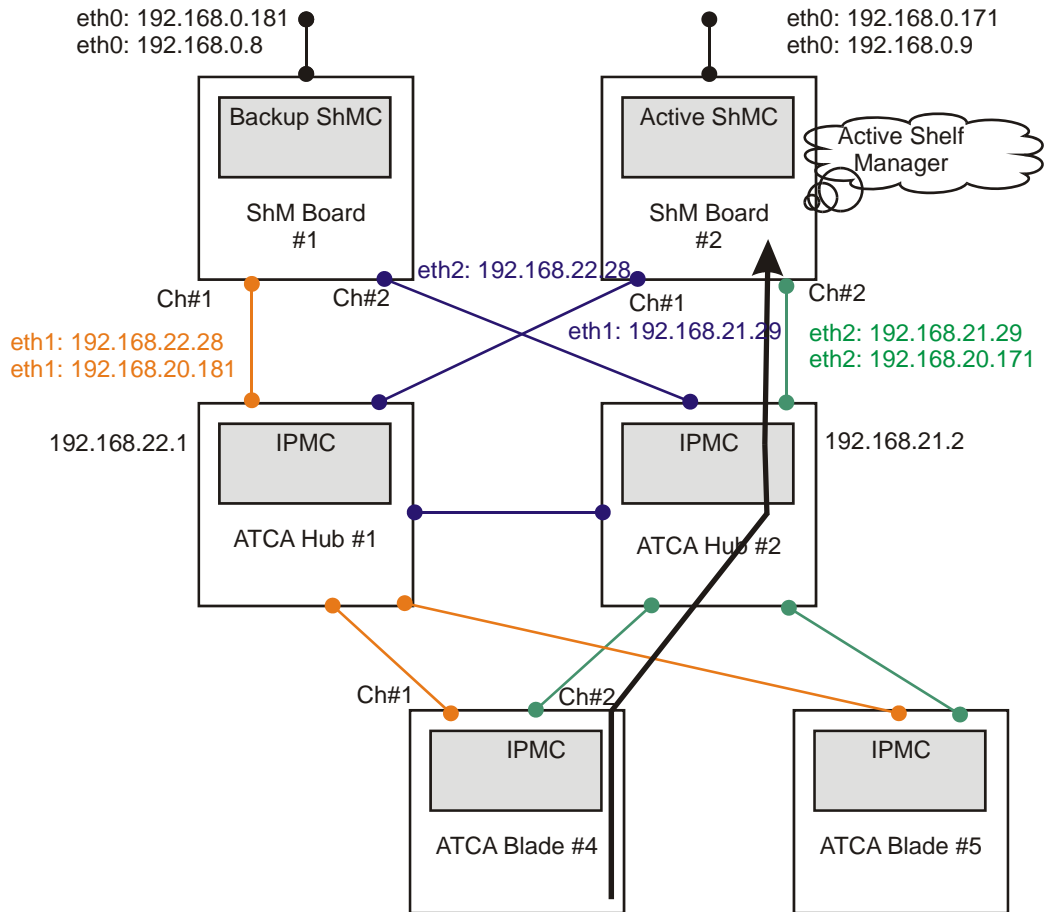 eth0: 192.168.0.181
eth0: 192.168.0.8
eth0: 192.168.0.171
eth0: 192.168.0.9
Backup ShMC
Active ShMC
Active Shelf
Manager
ShM Board
#1
ShM Board
#2
eth2: 192.168.22.28
Ch#1
Ch#2
Ch#1
Ch#2
eth1: 192.168.22.28
eth1: 192.168.20.181
eth1: 192.168.21.29
eth2: 192.168.21.29
eth2: 192.168.20.171
192.168.22.1
IPMC
IPMC
192.168.21.2
ATCA Hub #1
ATCA Hub #2
Ch#1
Ch#2
IPMC
IPMC
ATCA Blade #4
ATCA Blade #5